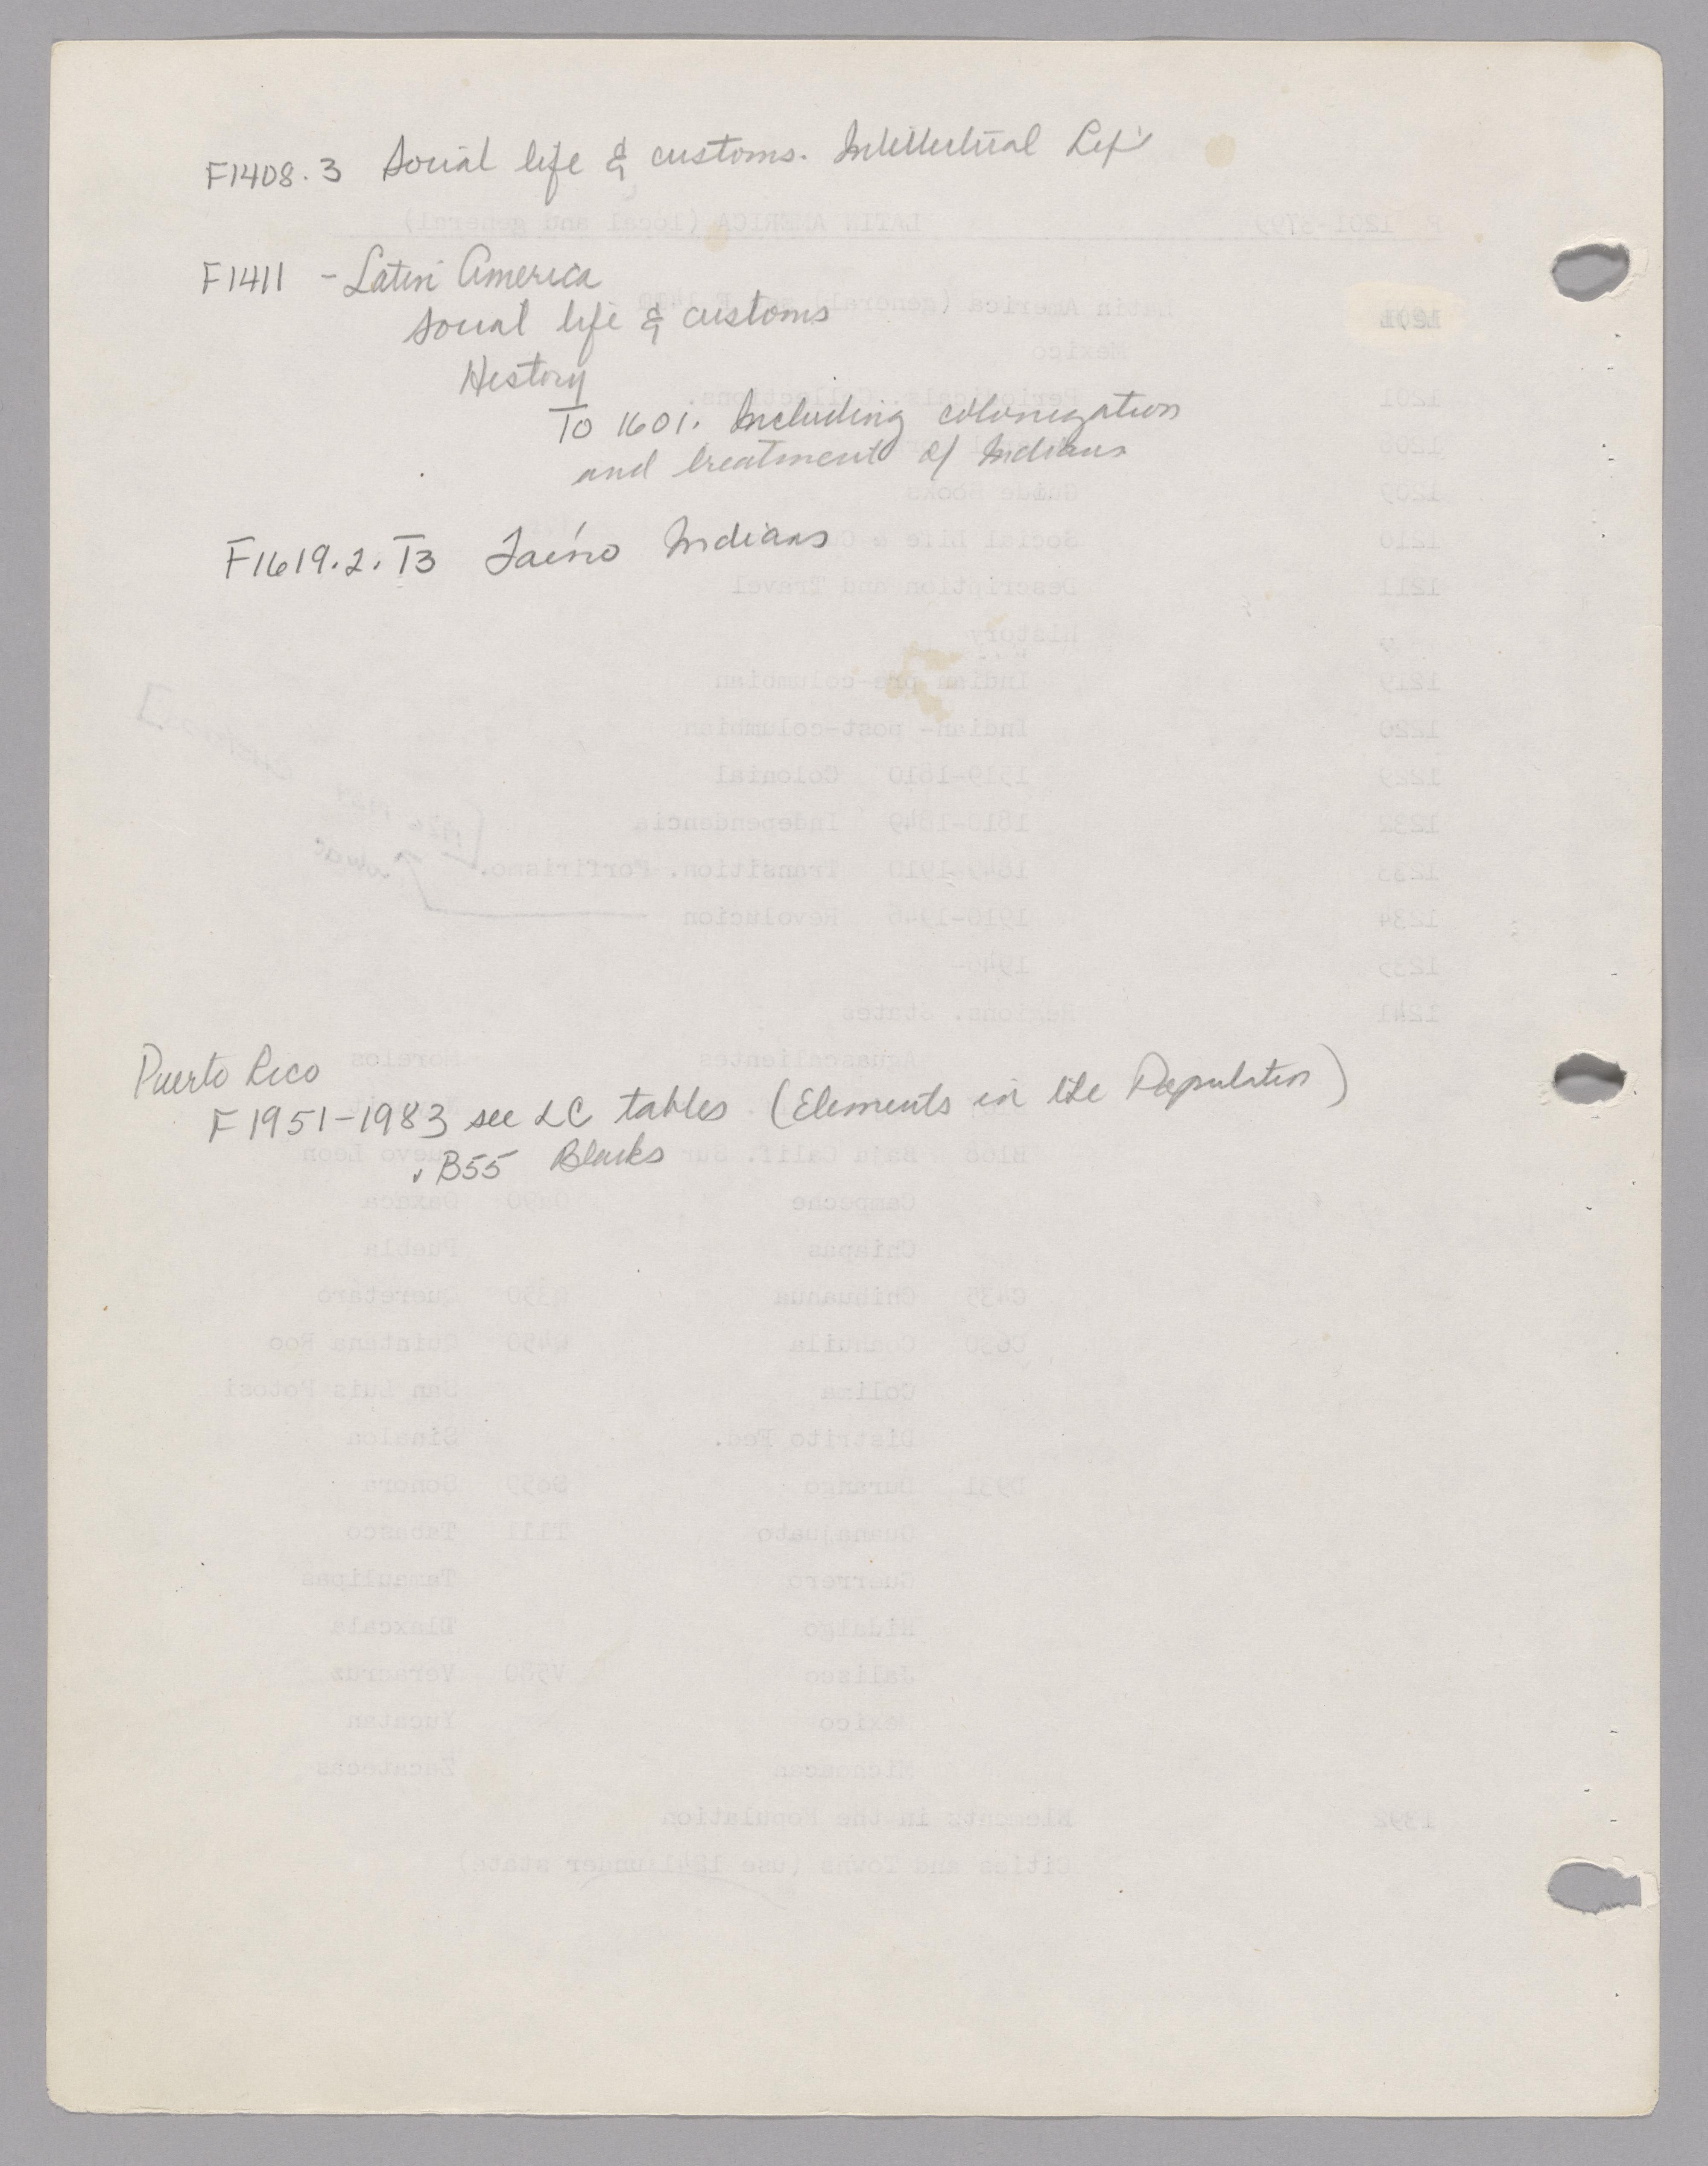 F1408.3 Social life & customs. Intellectual Life
F1411 - Latin America
Social life & customs
History
To 1601. Including colonization
and treatment of Indians
F1619.2.T3 Taíno Indians
Puerto Rico
F1951-1983 see LC tables (Elements in the Population)
.B55 Blacks